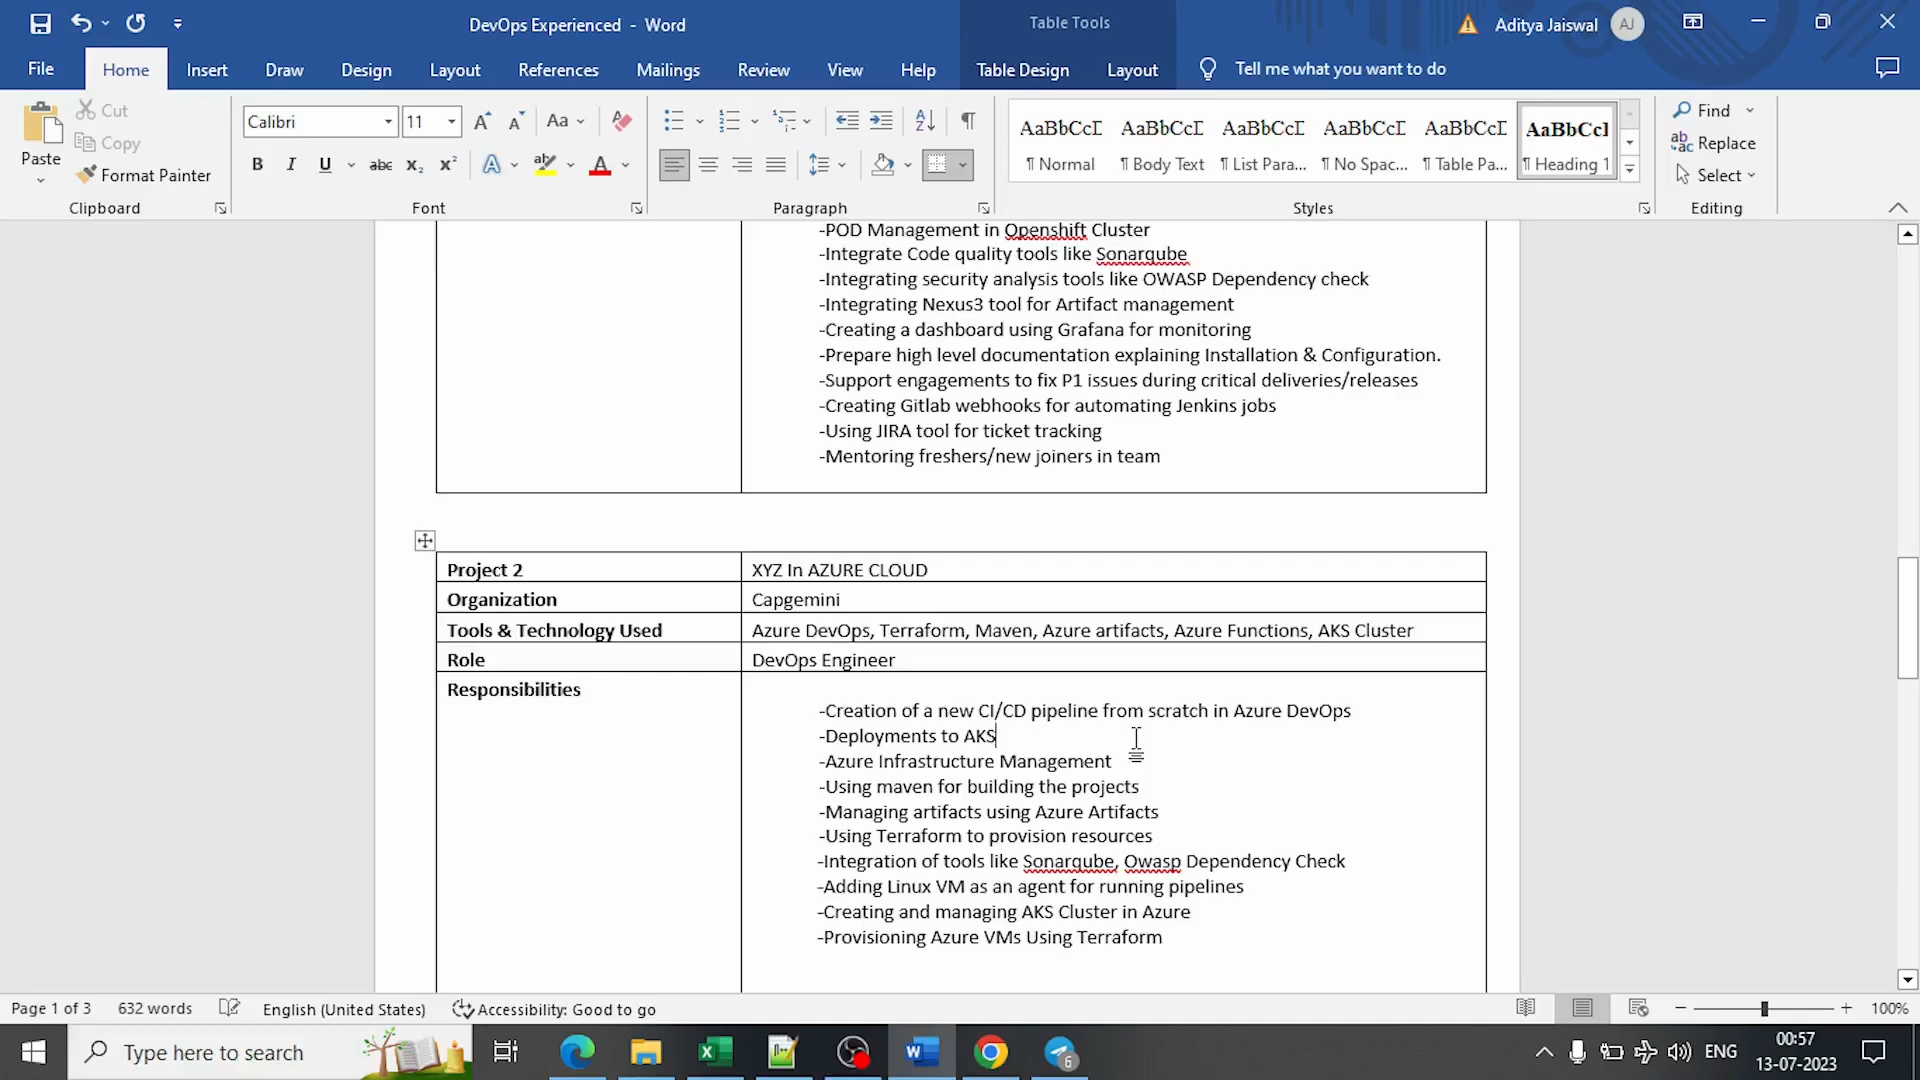 DevOps Experienced - Word
Table Tools
Aditya Jaiswal
AJ
File
Home
Insert
Draw
Design
Layout
References
Mailings
Review
View
Help
Table Design
Layout
Tell me what you want to do
Paste
Cut
Copy
Format Painter
Clipboard
Calibri
11
Aa
B I U abc x₂ x²
A
A
Font
Paragraph
AaBbCcI
¶ Normal
AaBbCcI
¶ Body Text
AaBbCcI
¶ List Para...
AaBbCcI
¶ No Spac...
AaBbCcI
¶ Table Pa...
AaBbCcI
¶ Heading 1
Styles
Find
Replace
Select
Editing
-POD Management in Openshift Cluster
-Integrate Code quality tools like Sonarqube
-Integrating security analysis tools like OWASP Dependency check
-Integrating Nexus3 tool for Artifact management
-Creating a dashboard using Grafana for monitoring
-Prepare high level documentation explaining Installation & Configuration.
-Support engagements to fix P1 issues during critical deliveries/releases
-Creating Gitlab webhooks for automating Jenkins jobs
-Using JIRA tool for ticket tracking
-Mentoring freshers/new joiners in team
Project 2 XYZ In AZURE CLOUD
Organization Capgemini
Tools & Technology Used Azure DevOps, Terraform, Maven, Azure artifacts, Azure Functions, AKS Cluster
Role DevOps Engineer
Responsibilities
-Creation of a new CI/CD pipeline from scratch in Azure DevOps
-Deployments to AKS
-Azure Infrastructure Management
-Using maven for building the projects
-Managing artifacts using Azure Artifacts
-Using Terraform to provision resources
-Integration of tools like Sonarqube, Owasp Dependency Check
-Adding Linux VM as an agent for running pipelines
-Creating and managing AKS Cluster in Azure
-Provisioning Azure VMs Using Terraform
Page 1 of 3 632 words English (United States) Accessibility: Good to go 100%
Type here to search
6
ENG
00:57
13-07-2023